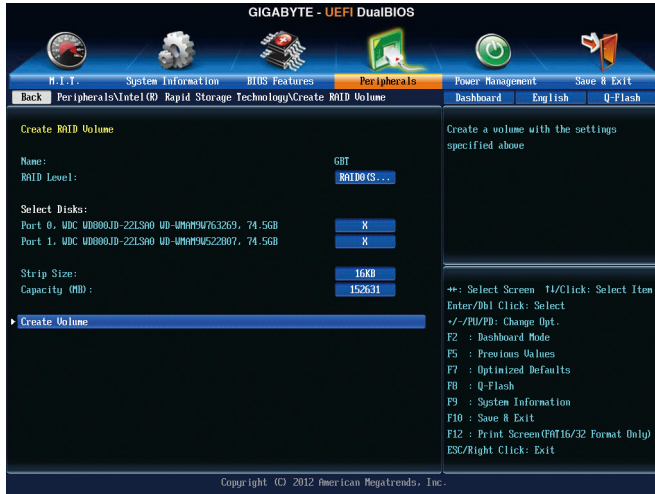 GIGABYTE - UEFI DualBIOS
M.I.T.
System Information
BIOS Features
Peripherals
Power Management
Save & Exit
Back
Peripherals\Intel(R) Rapid Storage Technology\Create RAID Volume
Dashboard
English
Q-Flash
Create RAID Volume
Name: GBT
RAID Level: RAID0(S...
Select Disks:
Port 0, WDC WD800JD-22LSA0 WD-WMAM9W763269, 74.5GB X
Port 1, WDC WD800JD-22LSA0 WD-WMAM9U522807, 74.5GB X
Strip Size: 16KB
Capacity (MB): 152631
Create Volume
Create a volume with the settings
specified above
→←: Select Screen ↑↓/Click: Select Item
Enter/Dbl Click: Select
+/-/PU/PD: Change Opt.
F2 : Dashboard Mode
F5 : Previous Values
F7 : Optimized Defaults
F8 : Q-Flash
F9 : System Information
F10 : Save & Exit
F12 : Print Screen(FAT16/32 Format Only)
ESC/Right Click: Exit
Copyright (C) 2012 American Megatrends, Inc.